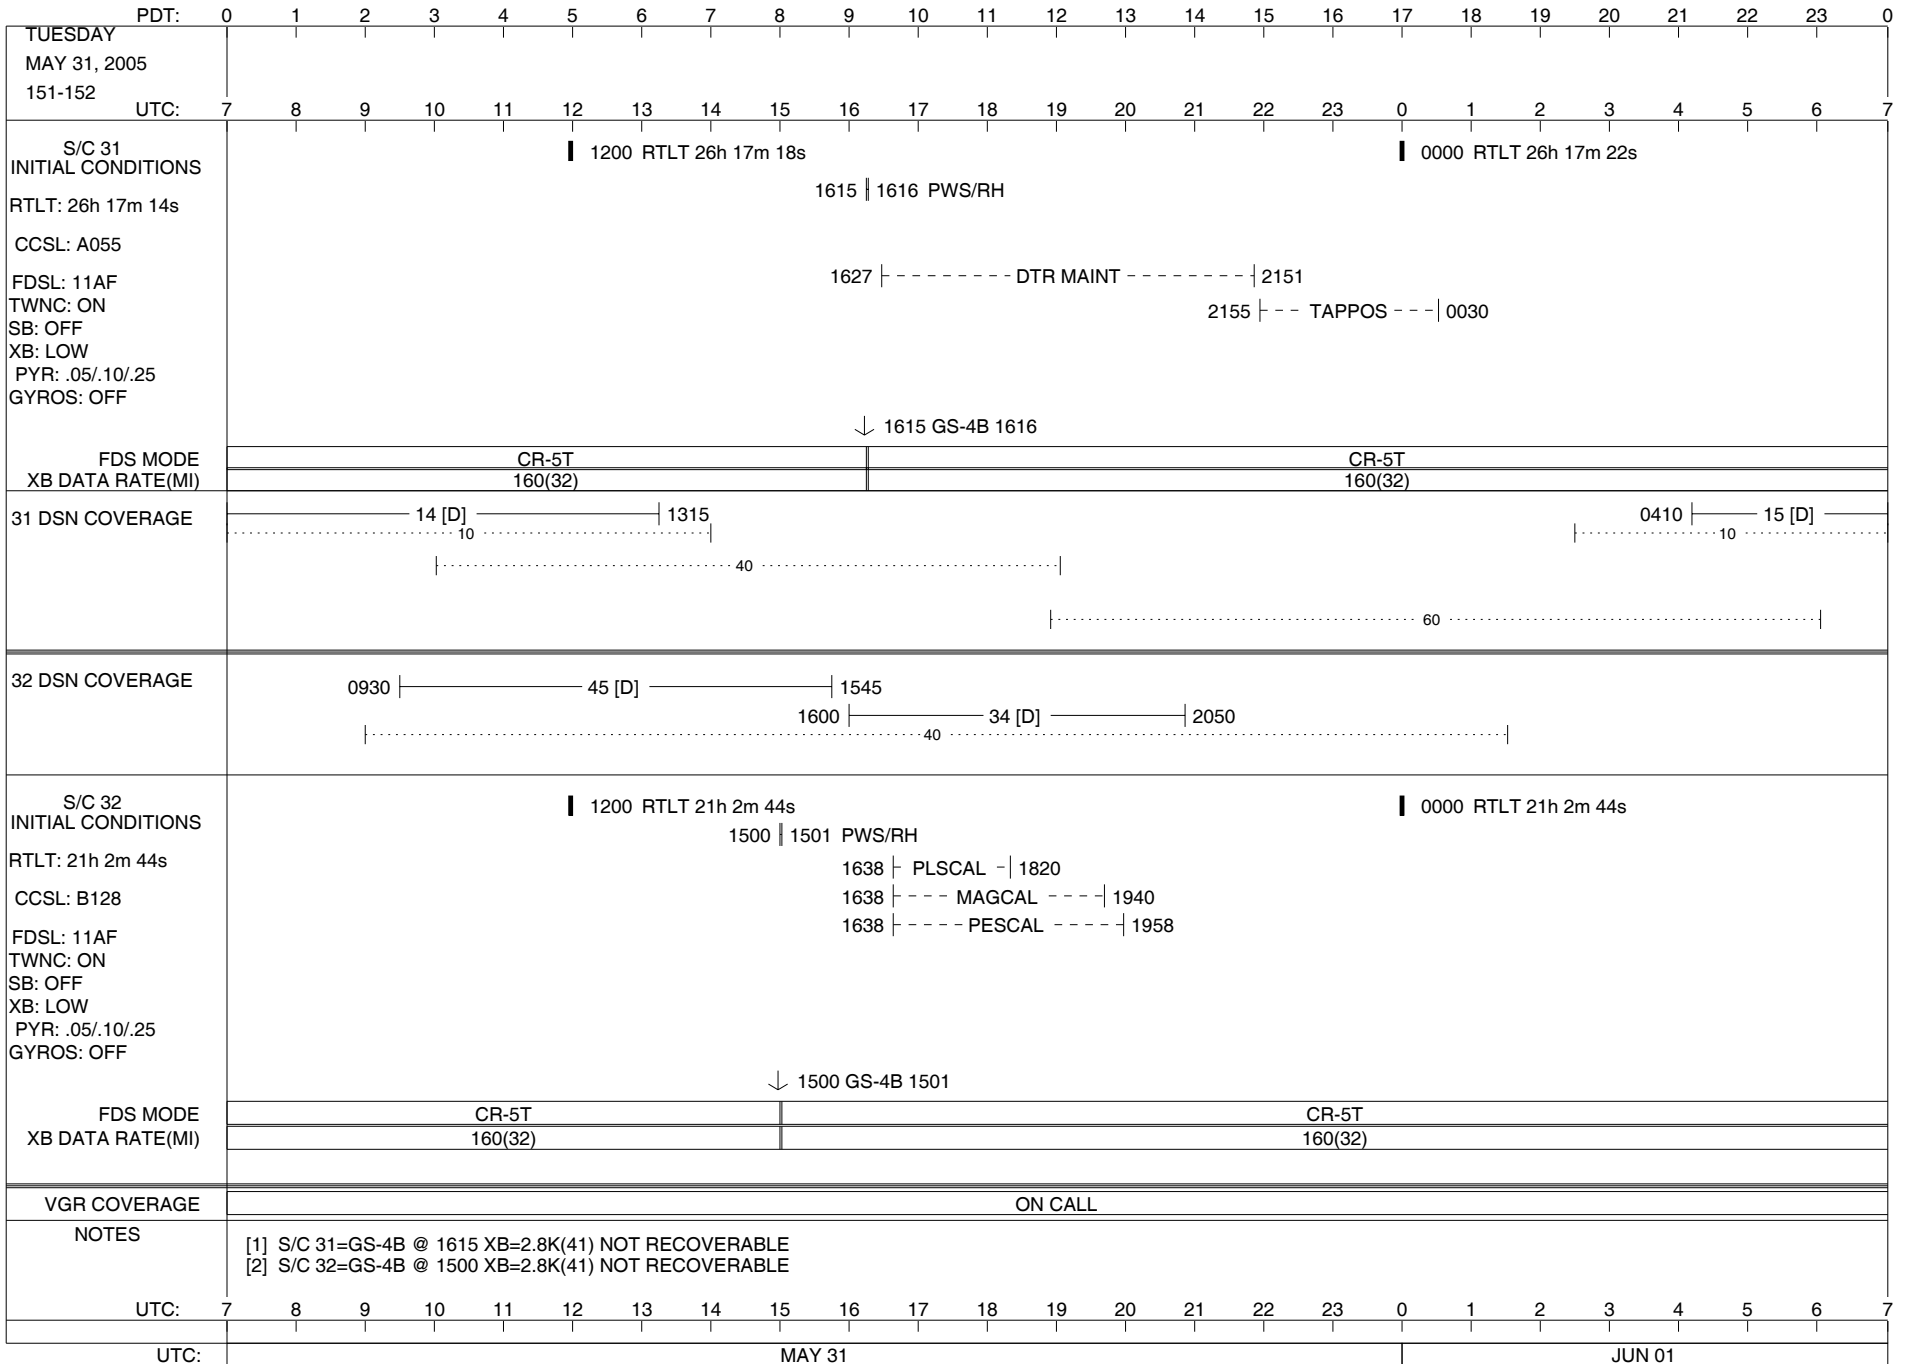 PDT: 0 1 2 3 4 5 6 7 8 9 10 11 12 13 14 15 16 17 18 19 20 21 22 23 0
TUESDAY
MAY 31, 2005
151-152
UTC: 7 8 9 10 11 12 13 14 15 16 17 18 19 20 21 22 23 0 1 2 3 4 5 6 7
S/C 31
INITIAL CONDITIONS
1200 RTLT 26h 17m 18s
0000 RTLT 26h 17m 22s
1615 1616 PWS/RH
RTLT: 26h 17m 14s
CCSL: A055
1627 DTR MAINT 2151
FDSL: 11AF
TWNC: ON
2155 TAPPOS 0030
SB: OFF
XB: LOW
PYR: .05/.10/.25
GYROS: OFF
1615 GS-4B 1616
FDS MODE CR-5T CR-5T
XB DATA RATE(MI) 160(32) 160(32)
31 DSN COVERAGE 14 [D] 1315 0410 15 [D]
10 10
40
60
32 DSN COVERAGE 0930 45 [D] 1545
1600 34 [D] 2050
40
S/C 32
INITIAL CONDITIONS
1200 RTLT 21h 2m 44s
0000 RTLT 21h 2m 44s
1500 1501 PWS/RH
RTLT: 21h 2m 44s
1638 PLSCAL 1820
CCSL: B128
1638 MAGCAL 1940
1638 PESCAL 1958
FDSL: 11AF
TWNC: ON
SB: OFF
XB: LOW
PYR: .05/.10/.25
GYROS: OFF
1500 GS-4B 1501
FDS MODE CR-5T CR-5T
XB DATA RATE(MI) 160(32) 160(32)
VGR COVERAGE ON CALL
NOTES
[1] S/C 31=GS-4B @ 1615 XB=2.8K(41) NOT RECOVERABLE
[2] S/C 32=GS-4B @ 1500 XB=2.8K(41) NOT RECOVERABLE
UTC: 7 8 9 10 11 12 13 14 15 16 17 18 19 20 21 22 23 0 1 2 3 4 5 6 7
UTC: MAY 31 JUN 01